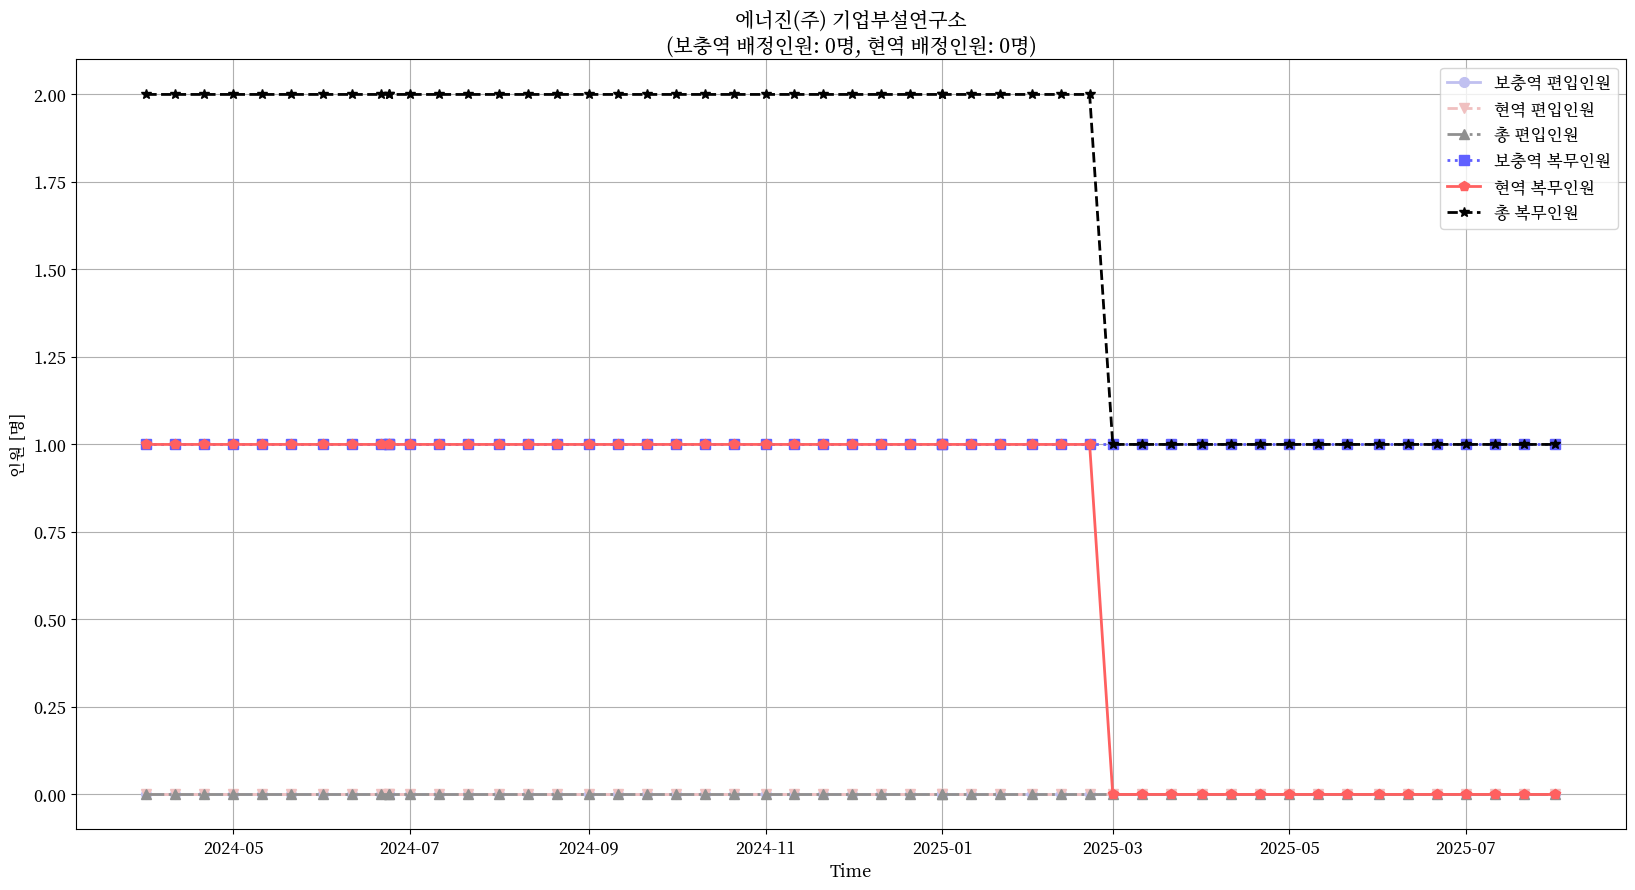 에너진(주) 기업부설연구소
(보충역 배정인원: 0명, 현역 배정인원: 0명)
보충역 편입인원
현역 편입인원
총 편입인원
보충역 복무인원
현역 복무인원
총 복무인원
인원 [명]
2.00
1.75
1.50
1.25
1.00
0.75
0.50
0.25
0.00
2024-05
2024-07
2024-09
2024-11
2025-01
2025-03
2025-05
2025-07
Time